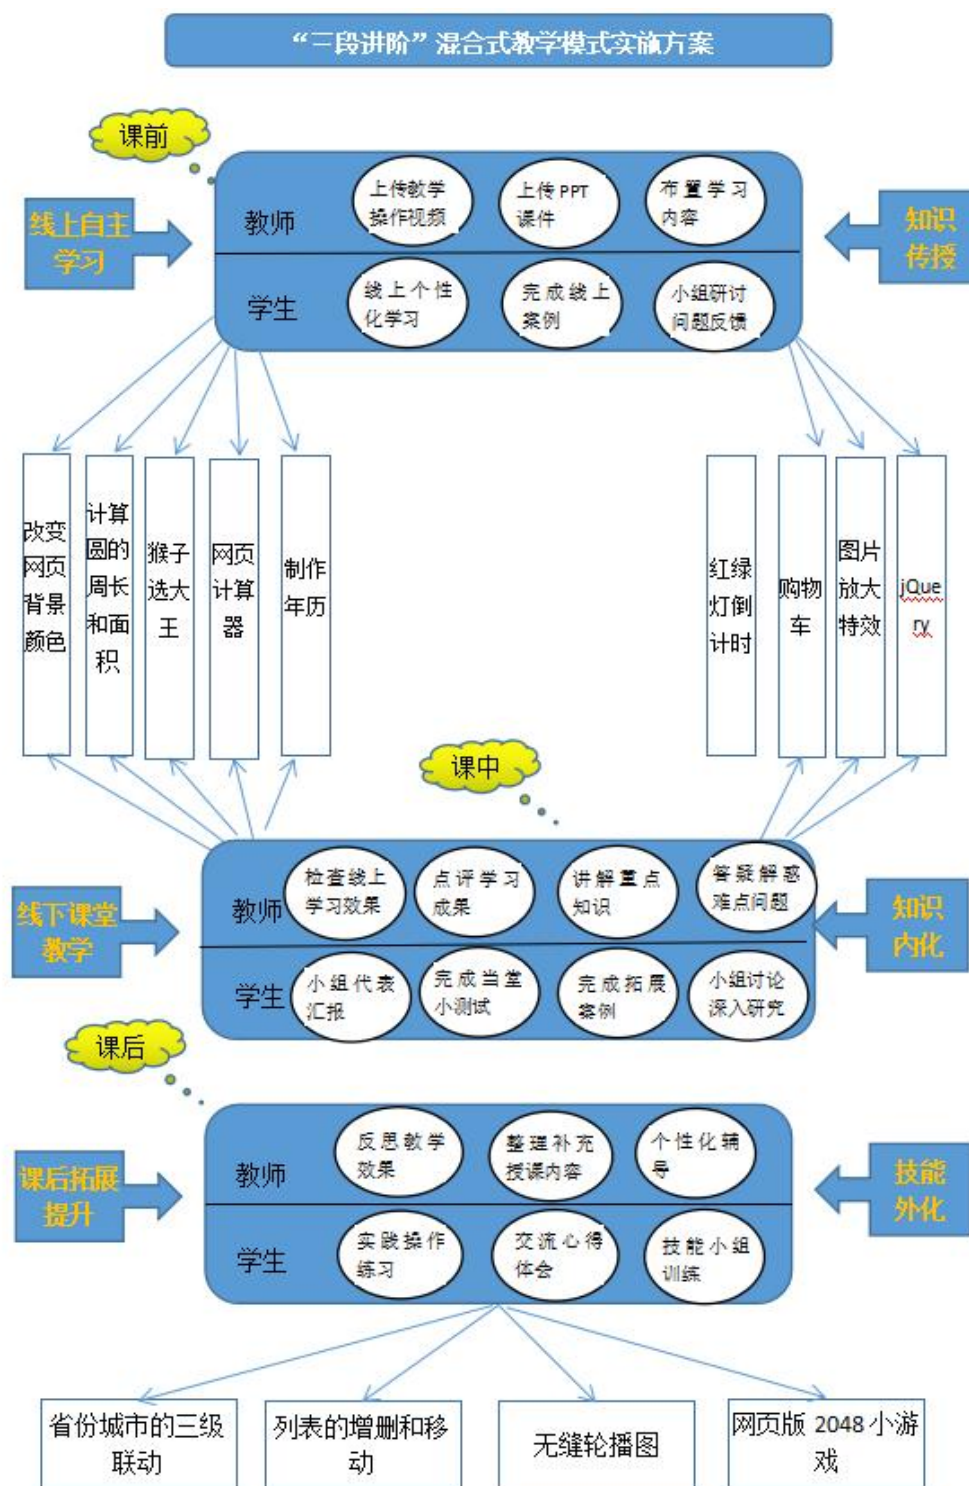 “三段进阶”混合式教学模式实施方案
课前
线上自主
学习
教师
上传教学
操作视频
上传 PPT
课件
布置学习
内容
学生
线上个性
化学习
完成线上
案例
小组研讨
问题反馈
知识
传授
改变
网页
背景
颜色
计算
圆的
周长
和面
积
猴子
选大
王
网页
计算
器
制作
年历
红绿
灯倒
计时
购物
车
图片
放大
特效
jQue
ry
课中
线下课堂
教学
教师
检查线上
学习效果
点评学习
成果
讲解重点
知识
答疑解惑
难点问题
学生
小组代表
汇报
完成当堂
小测试
完成拓展
案例
小组讨论
深入研究
知识
内化
课后
课后拓展
提升
教师
反思教学
效果
整理补充
授课内容
个性化辅
导
学生
实践操作
练习
交流心得
体会
技能小组
训练
技能
外化
省份城市的三级
联动
列表的增删和移
动
无缝轮播图
网页版 2048 小游
戏